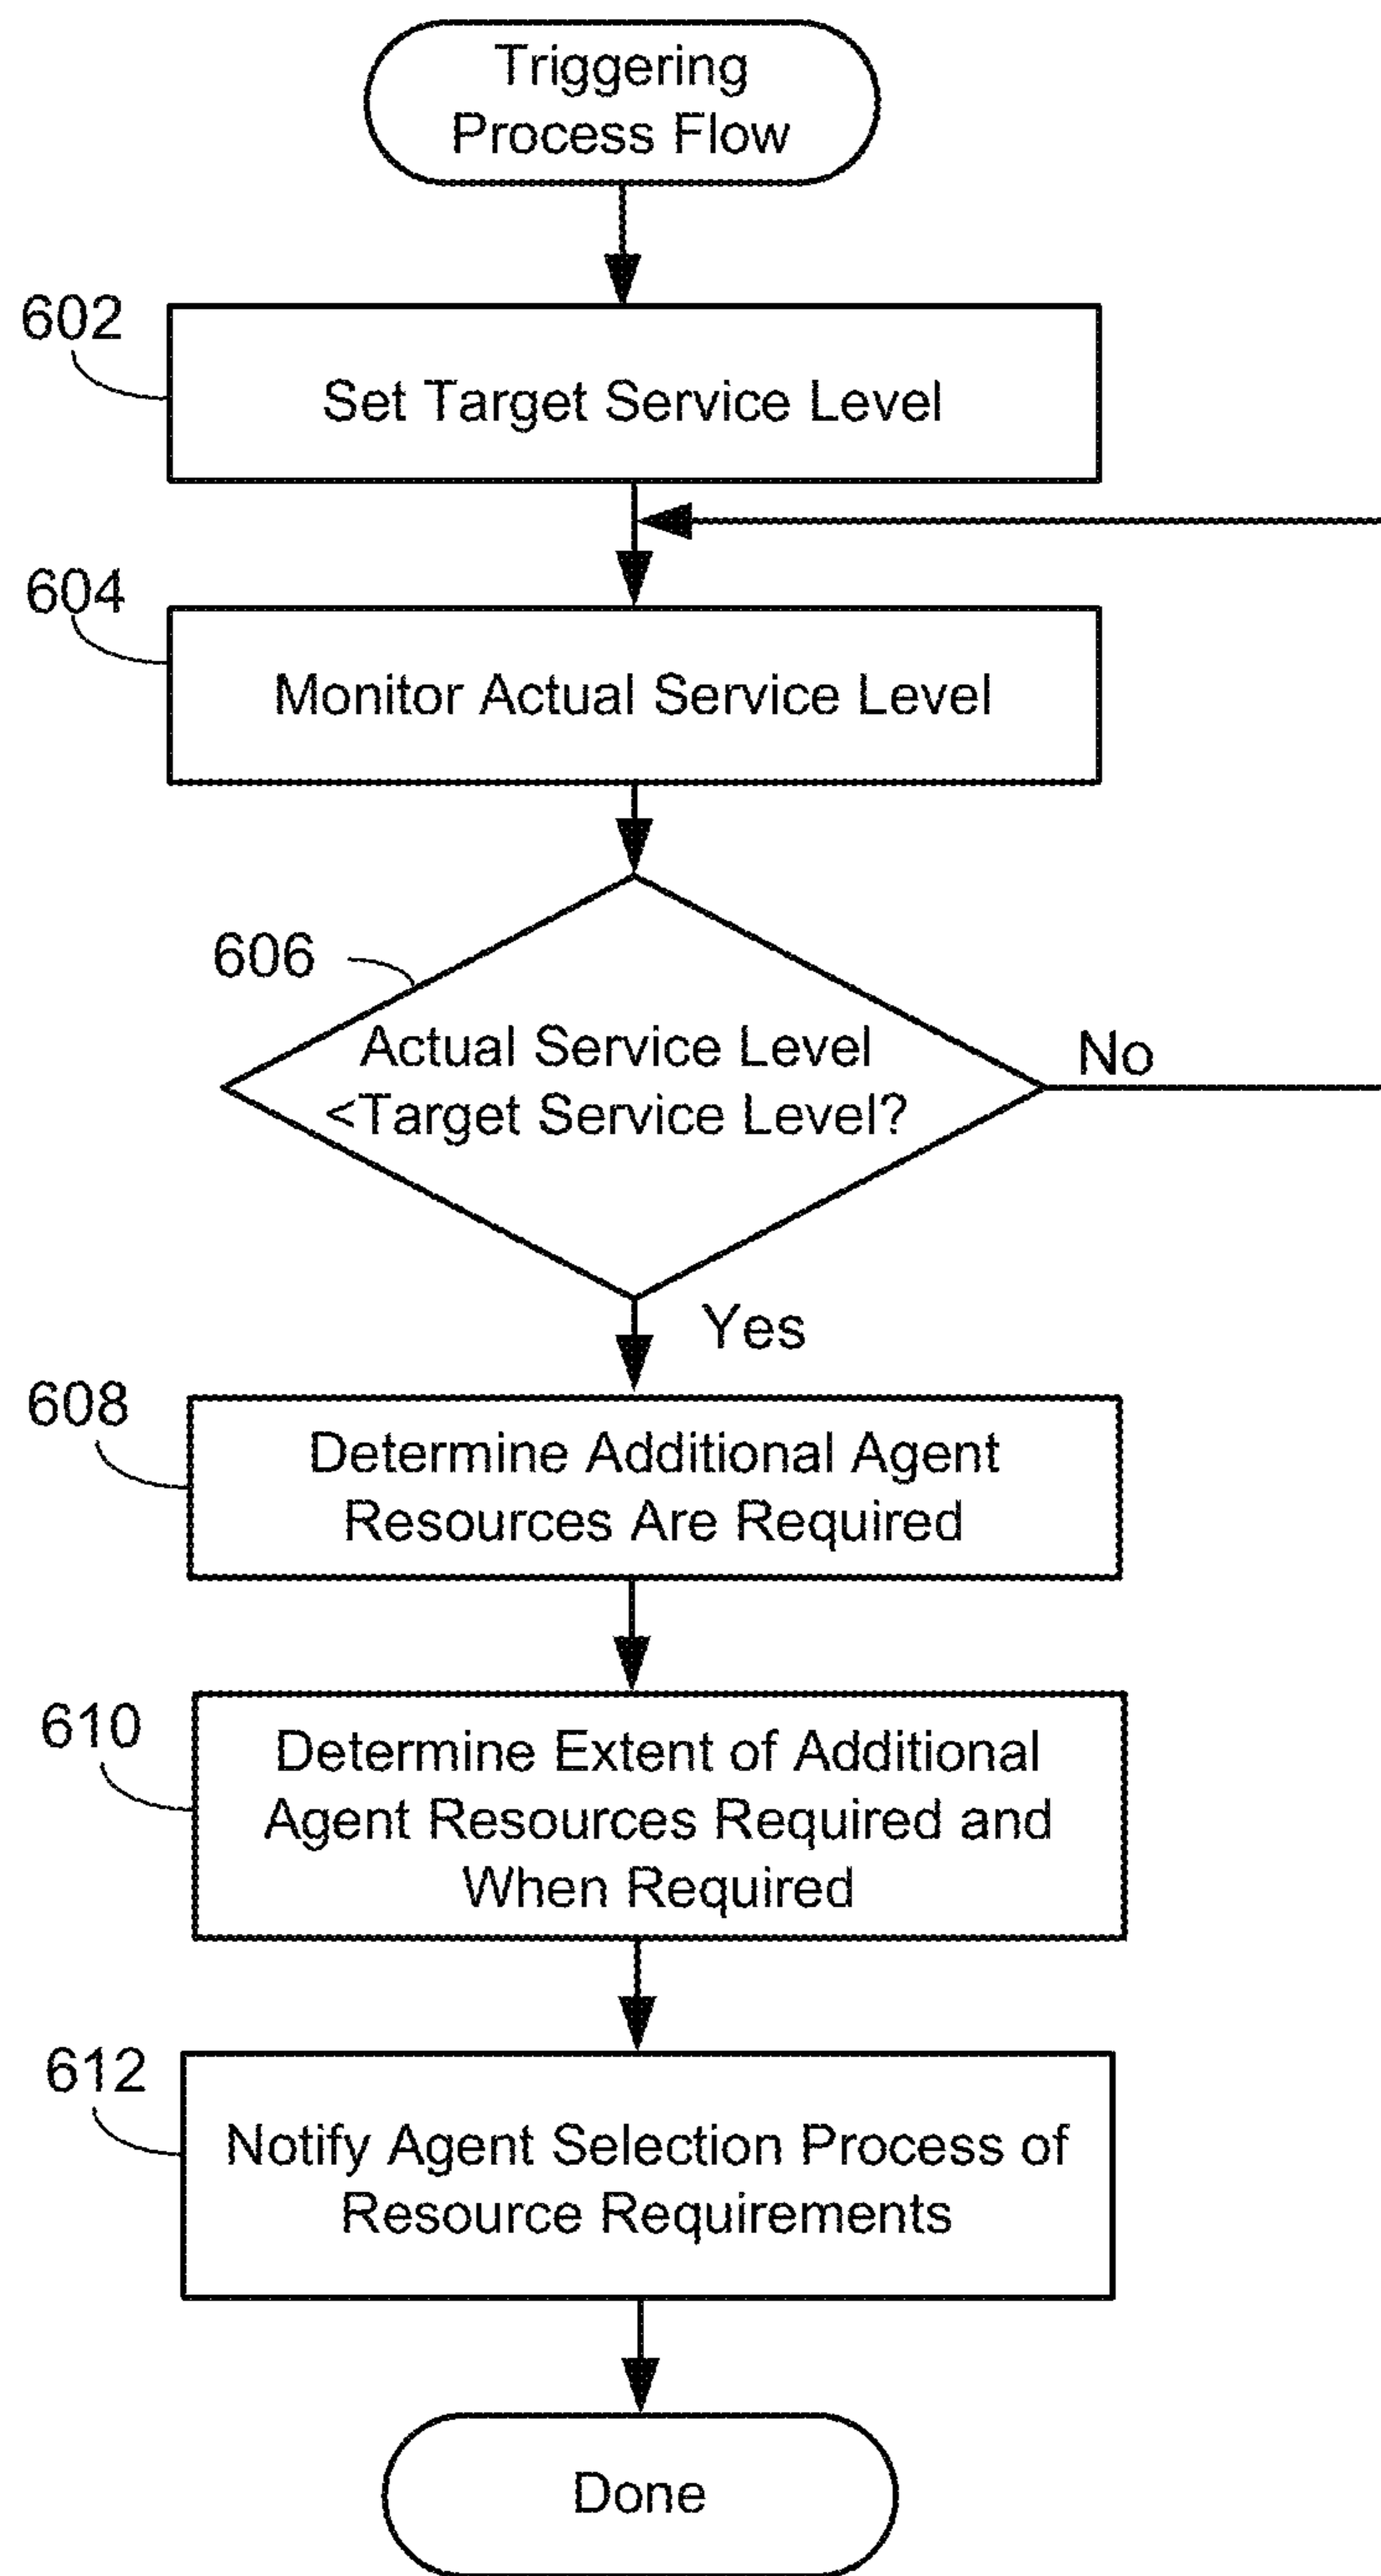 Triggering
Process Flow
602
Set Target Service Level
604
Monitor Actual Service Level
606
Actual Service Level
<Target Service Level?
No
Yes
608
Determine Additional Agent
Resources Are Required
610
Determine Extent of Additional
Agent Resources Required and
When Required
612
Notify Agent Selection Process of
Resource Requirements
Done